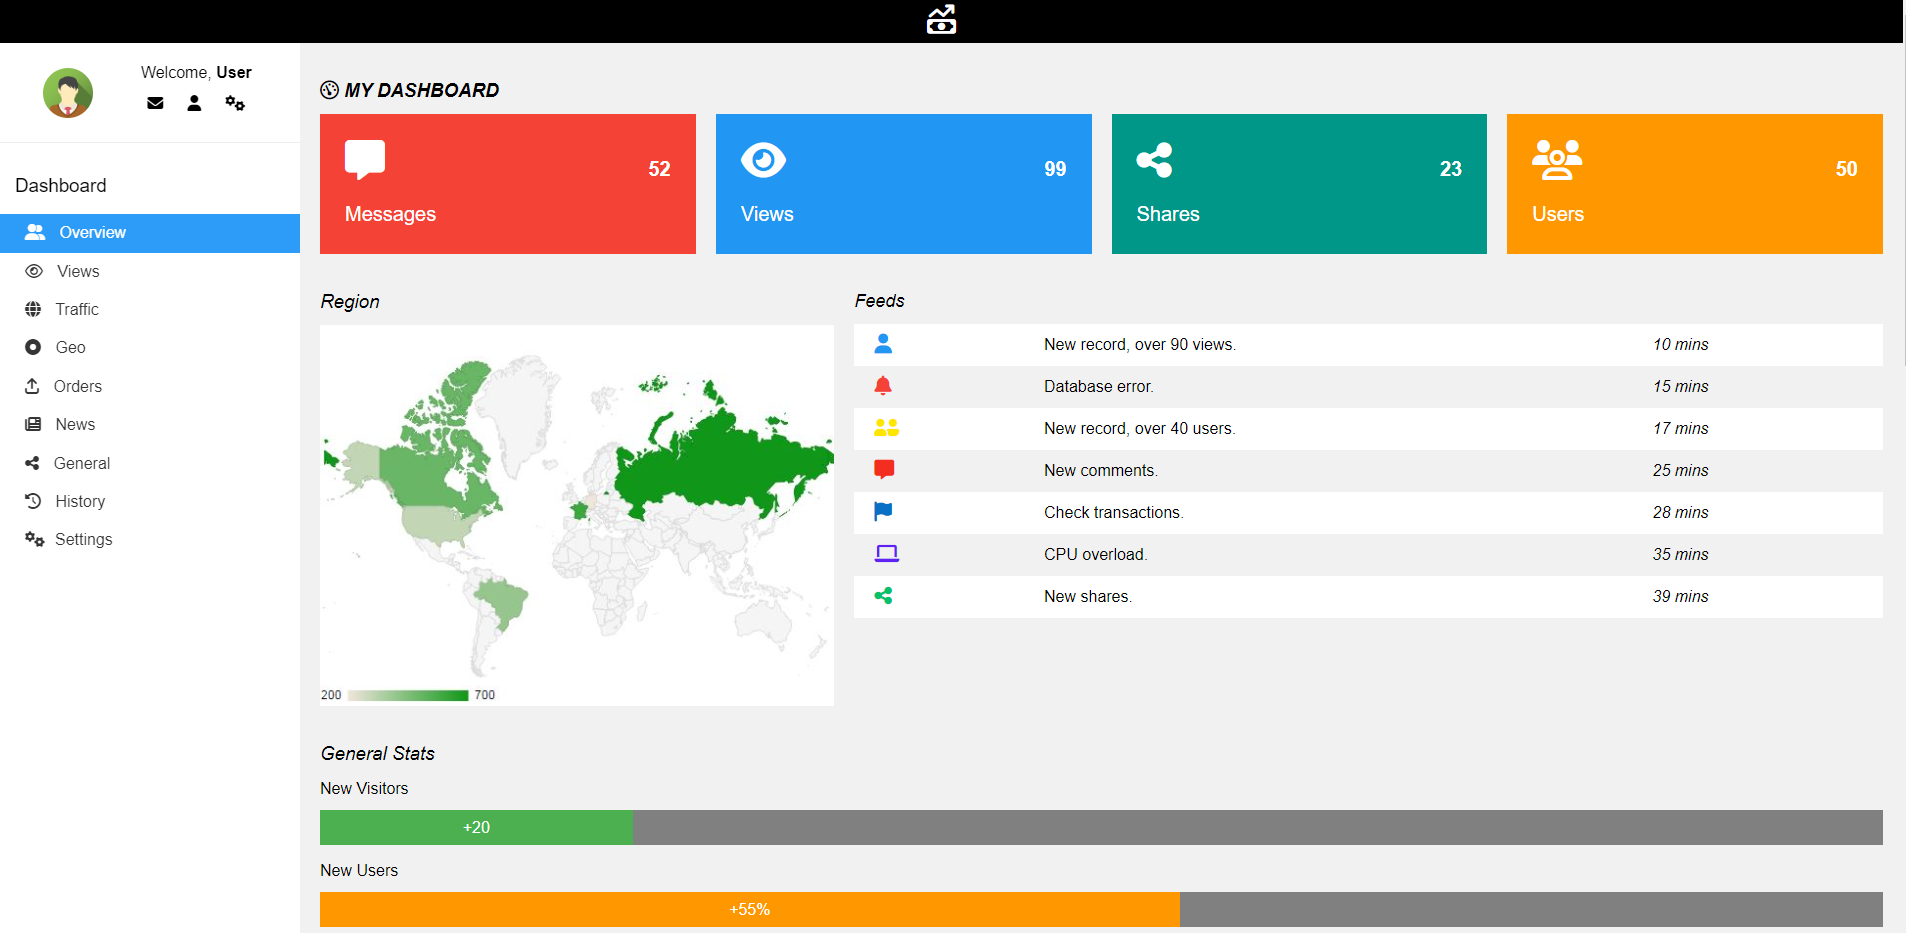 Welcome, User
Dashboard
Overview
Views
Traffic
Geo
Orders
News
General
History
Settings
MY DASHBOARD
52
Messages
99
Views
23
Shares
50
Users
Region
200 700
Feeds
New record, over 90 views. 10 mins
Database error. 15 mins
New record, over 40 users. 17 mins
New comments. 25 mins
Check transactions. 28 mins
CPU overload. 35 mins
New shares. 39 mins
General Stats
New Visitors
+20
New Users
+55%